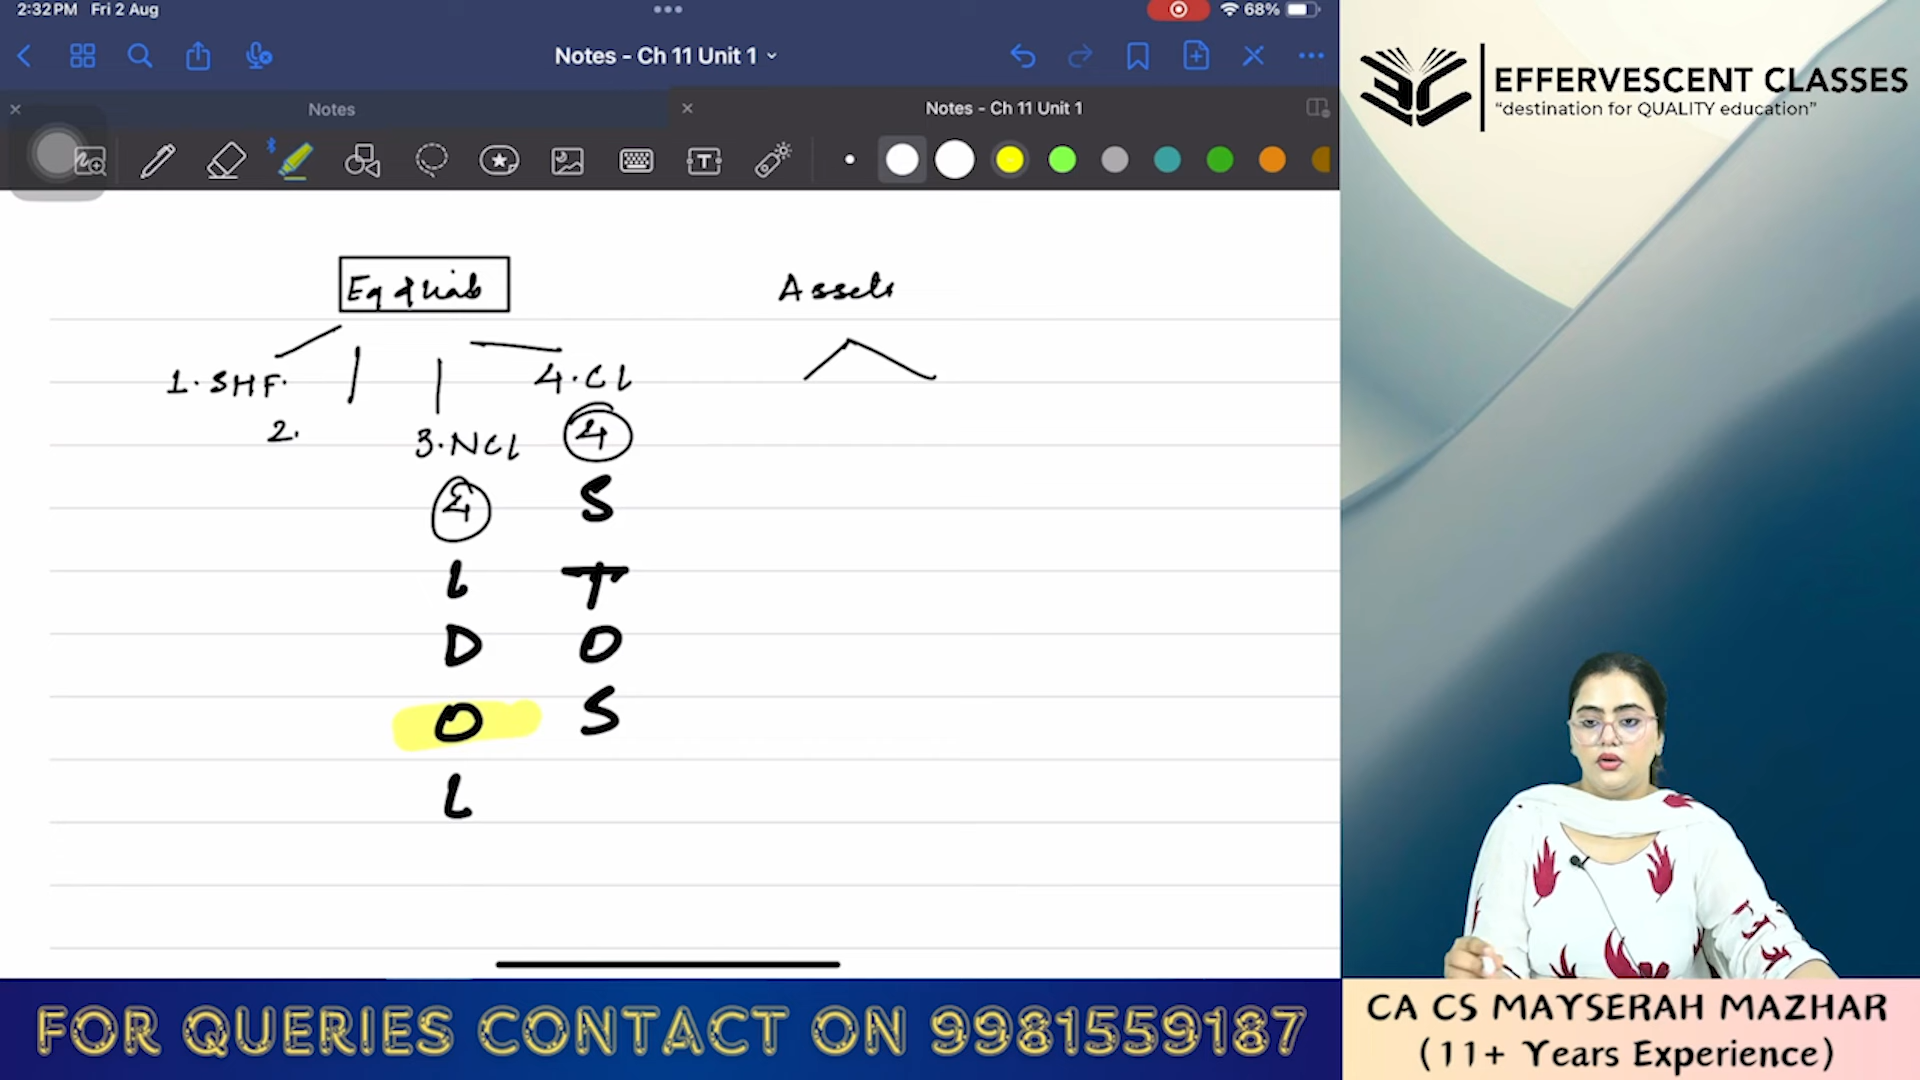 2:32 PM Fri 2 Aug
68%
Notes - Ch 11 Unit 1
Notes
Notes - Ch 11 Unit 1
EFFERVESCENT CLASSES
"destination for QUALITY education"
Eq & Liab
Assets
1. SHF.
2.
3. NCL
4. CL
4
4
L
D
O
L
S
T
O
S
FOR QUERIES CONTACT ON 9981559187
CA CS MAYSERAH MAZHAR
(11+ Years Experience)